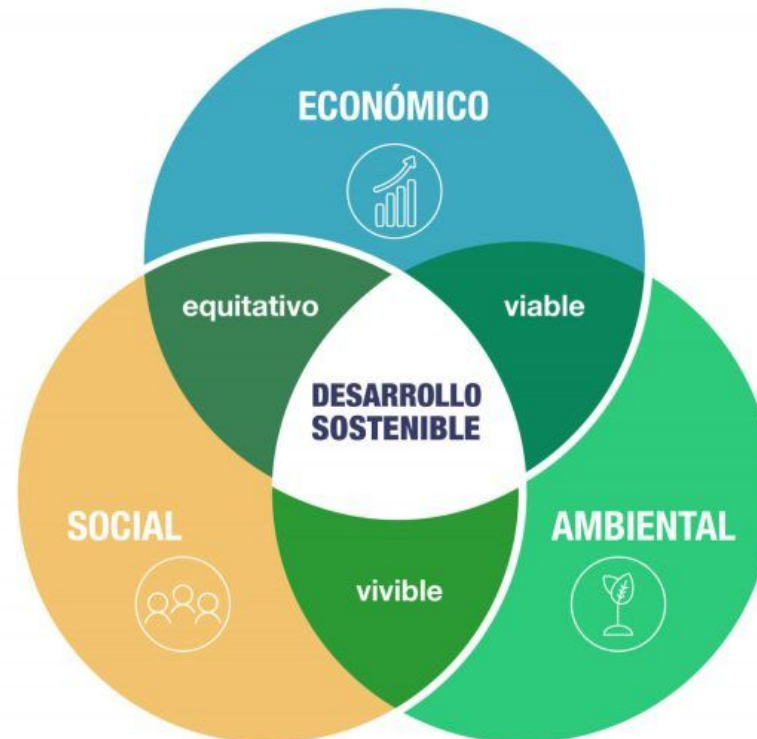 ECONÓMICO
equitativo
viable
DESARROLLO
SOSTENIBLE
SOCIAL
AMBIENTAL
vivible